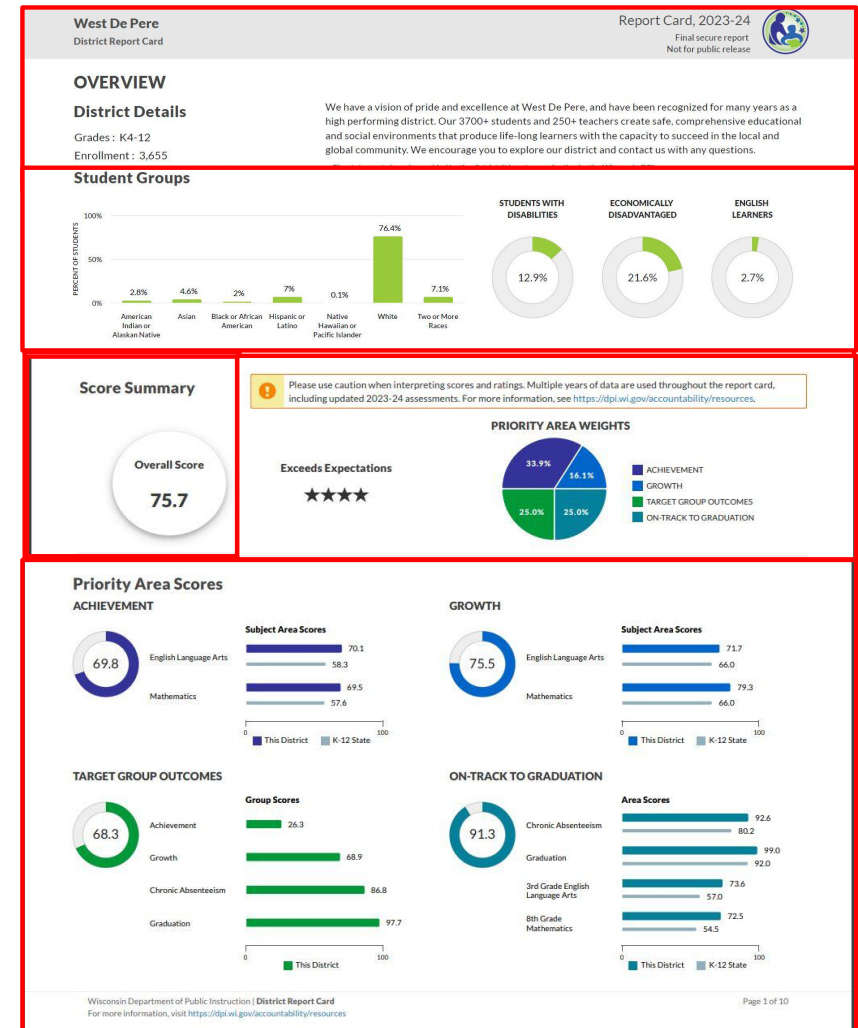 West De Pere
District Report Card
Report Card, 2023-24
Final secure report
Not for public release
OVERVIEW
District Details
Grades : K4-12
Enrollment : 3,655
We have a vision of pride and excellence at West De Pere, and have been recognized for many years as a
high performing district. Our 3700+ students and 250+ teachers create safe, comprehensive educational
and social environments that produce life-long learners with the capacity to succeed in the local and
global community. We encourage you to explore our district and contact us with any questions.
Student Groups
PERCENT OF STUDENTS
100%
50%
0%
2.8%
4.6%
2%
7%
0.1%
76.4%
7.1%
American
Indian or
Alaskan Native
Asian
Black or African
American
Hispanic or
Latino
Native
Hawaiian or
Pacific Islander
White
Two or More
Races
STUDENTS WITH
DISABILITIES
12.9%
ECONOMICALLY
DISADVANTAGED
21.6%
ENGLISH
LEARNERS
2.7%
Score Summary
Overall Score
75.7
Please use caution when interpreting scores and ratings. Multiple years of data are used throughout the report card,
including updated 2023-24 assessments. For more information, see https://dpi.wi.gov/accountability/resources.
Exceeds Expectations
★★★★
PRIORITY AREA WEIGHTS
33.9%
16.1%
25.0%
25.0%
ACHIEVEMENT
GROWTH
TARGET GROUP OUTCOMES
ON-TRACK TO GRADUATION
Priority Area Scores
ACHIEVEMENT
69.8
Subject Area Scores
English Language Arts
70.1
58.3
Mathematics
69.5
57.6
0
100
This District
K-12 State
GROWTH
75.5
Subject Area Scores
English Language Arts
71.7
66.0
Mathematics
79.3
66.0
0
100
This District
K-12 State
TARGET GROUP OUTCOMES
68.3
Group Scores
Achievement
26.3
Growth
68.9
Chronic Absenteeism
86.8
Graduation
97.7
0
100
This District
ON-TRACK TO GRADUATION
91.3
Area Scores
Chronic Absenteeism
92.6
80.2
Graduation
99.0
92.0
3rd Grade English
Language Arts
73.6
57.0
8th Grade
Mathematics
72.5
54.5
0
100
This District
K-12 State
Wisconsin Department of Public Instruction | District Report Card
For more information, visit https://dpi.wi.gov/accountability/resources
Page 1 of 10